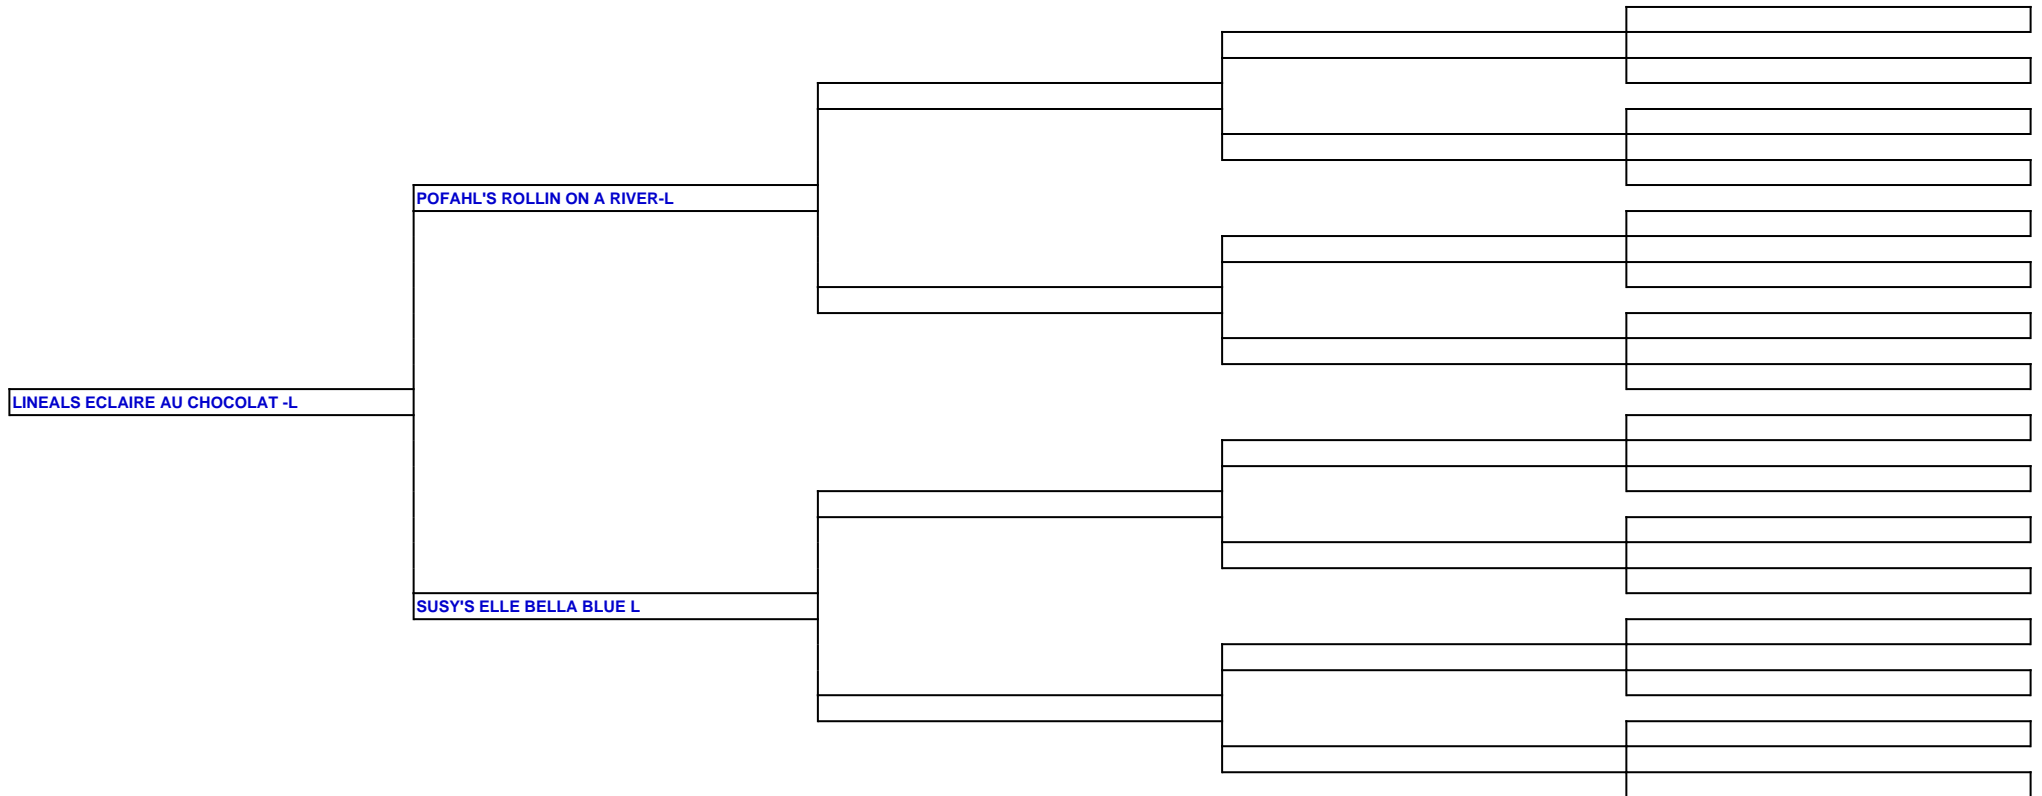 POFAHL'S ROLLIN ON A RIVER-L
LINEALS ECLAIRE AU CHOCOLAT -L
SUSY'S ELLE BELLA BLUE L